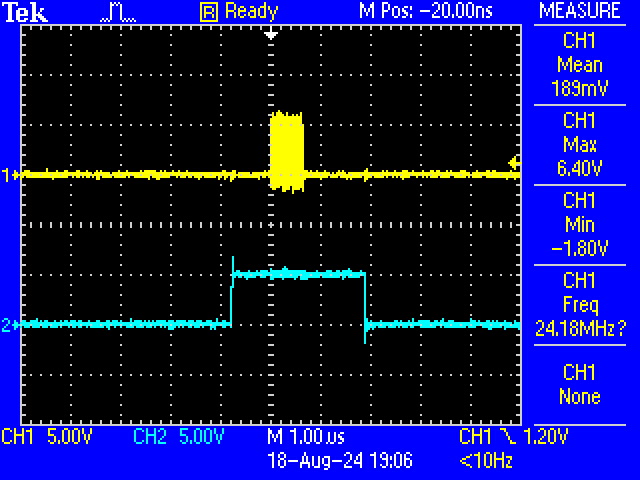 Tek R Ready M Pos: -20.00ns MEASURE
CH1
Mean
189mV
CH1
Max
6.40V
CH1
Min
-1.80V
CH1
Freq
24.18MHz?
CH1
None
1
2
CH1 5.00V CH2 5.00V M 1.00us CH1 1.20V
18-Aug-24 19:06 <10Hz